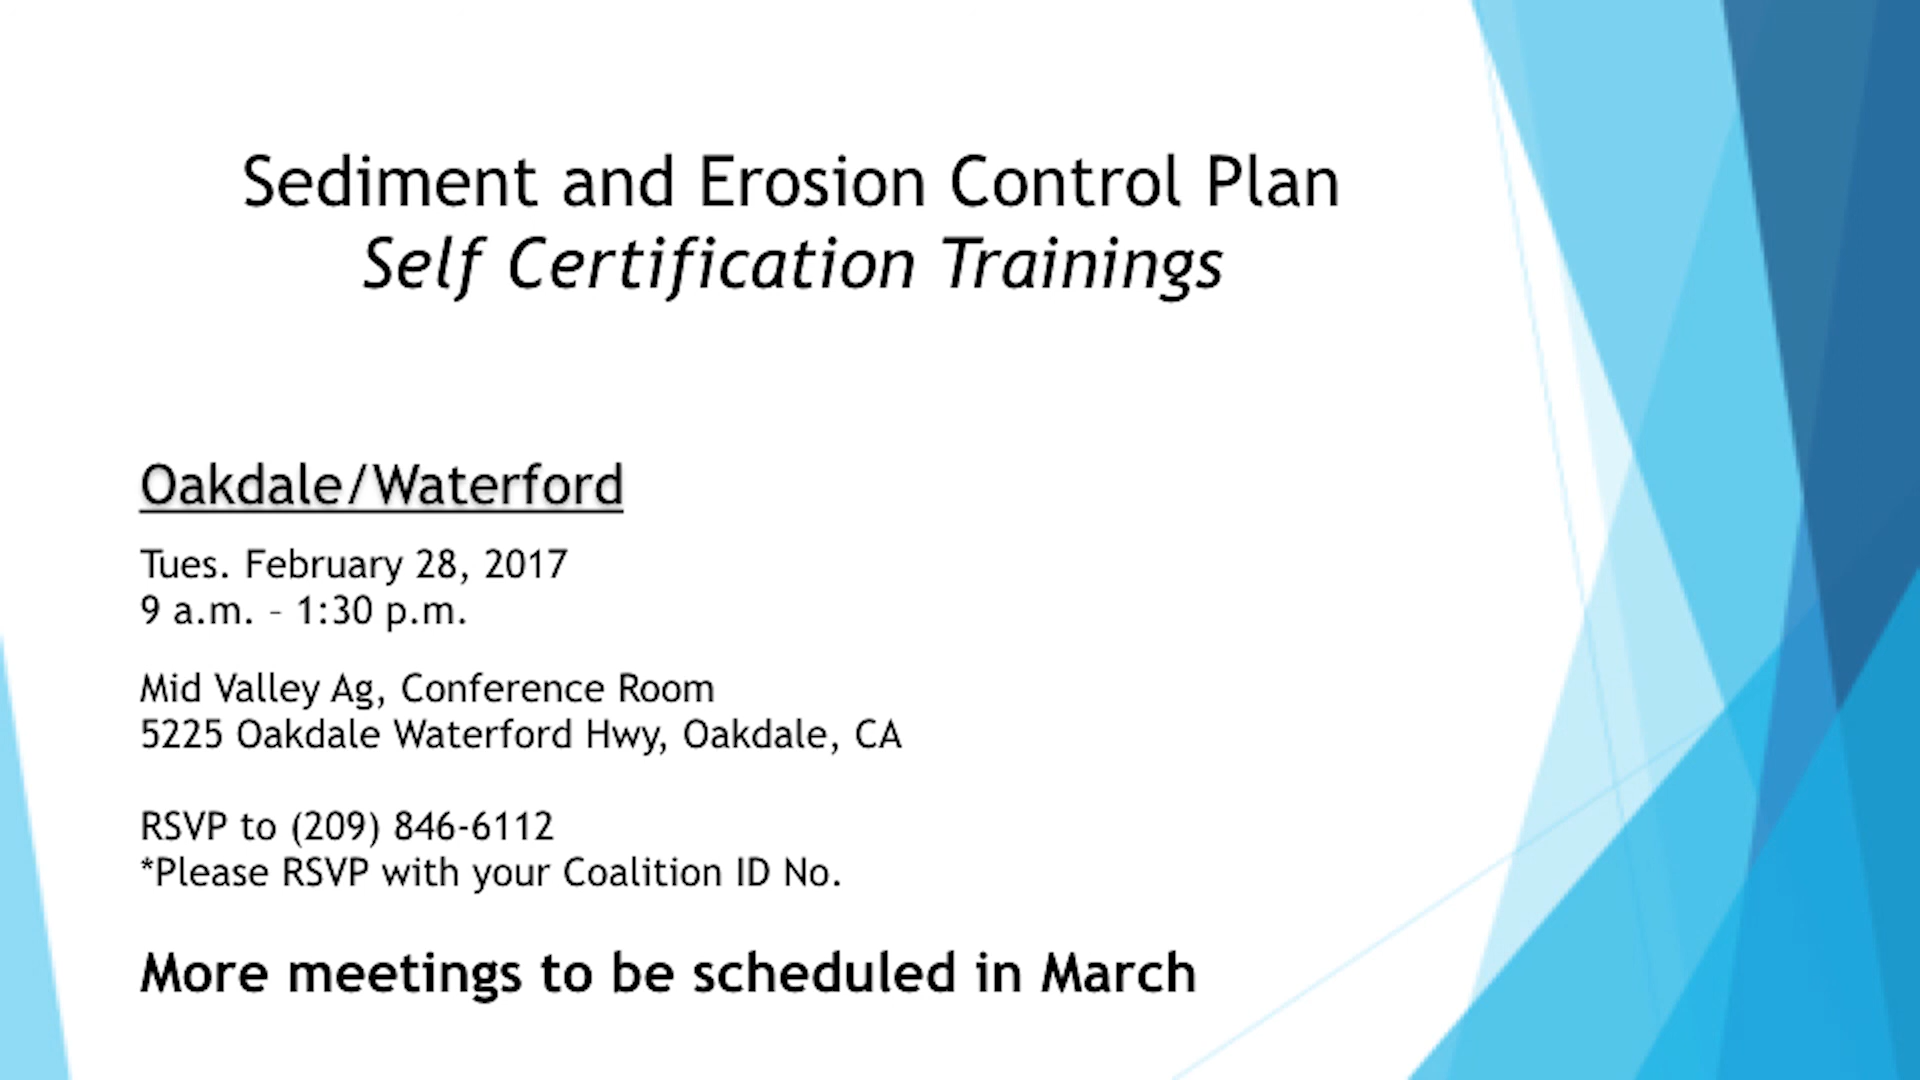 Sediment and Erosion Control Plan
Self Certification Trainings
Oakdale/Waterford
Tues. February 28, 2017
9 a.m. – 1:30 p.m.
Mid Valley Ag, Conference Room
5225 Oakdale Waterford Hwy, Oakdale, CA
RSVP to (209) 846-6112
*Please RSVP with your Coalition ID No.
More meetings to be scheduled in March